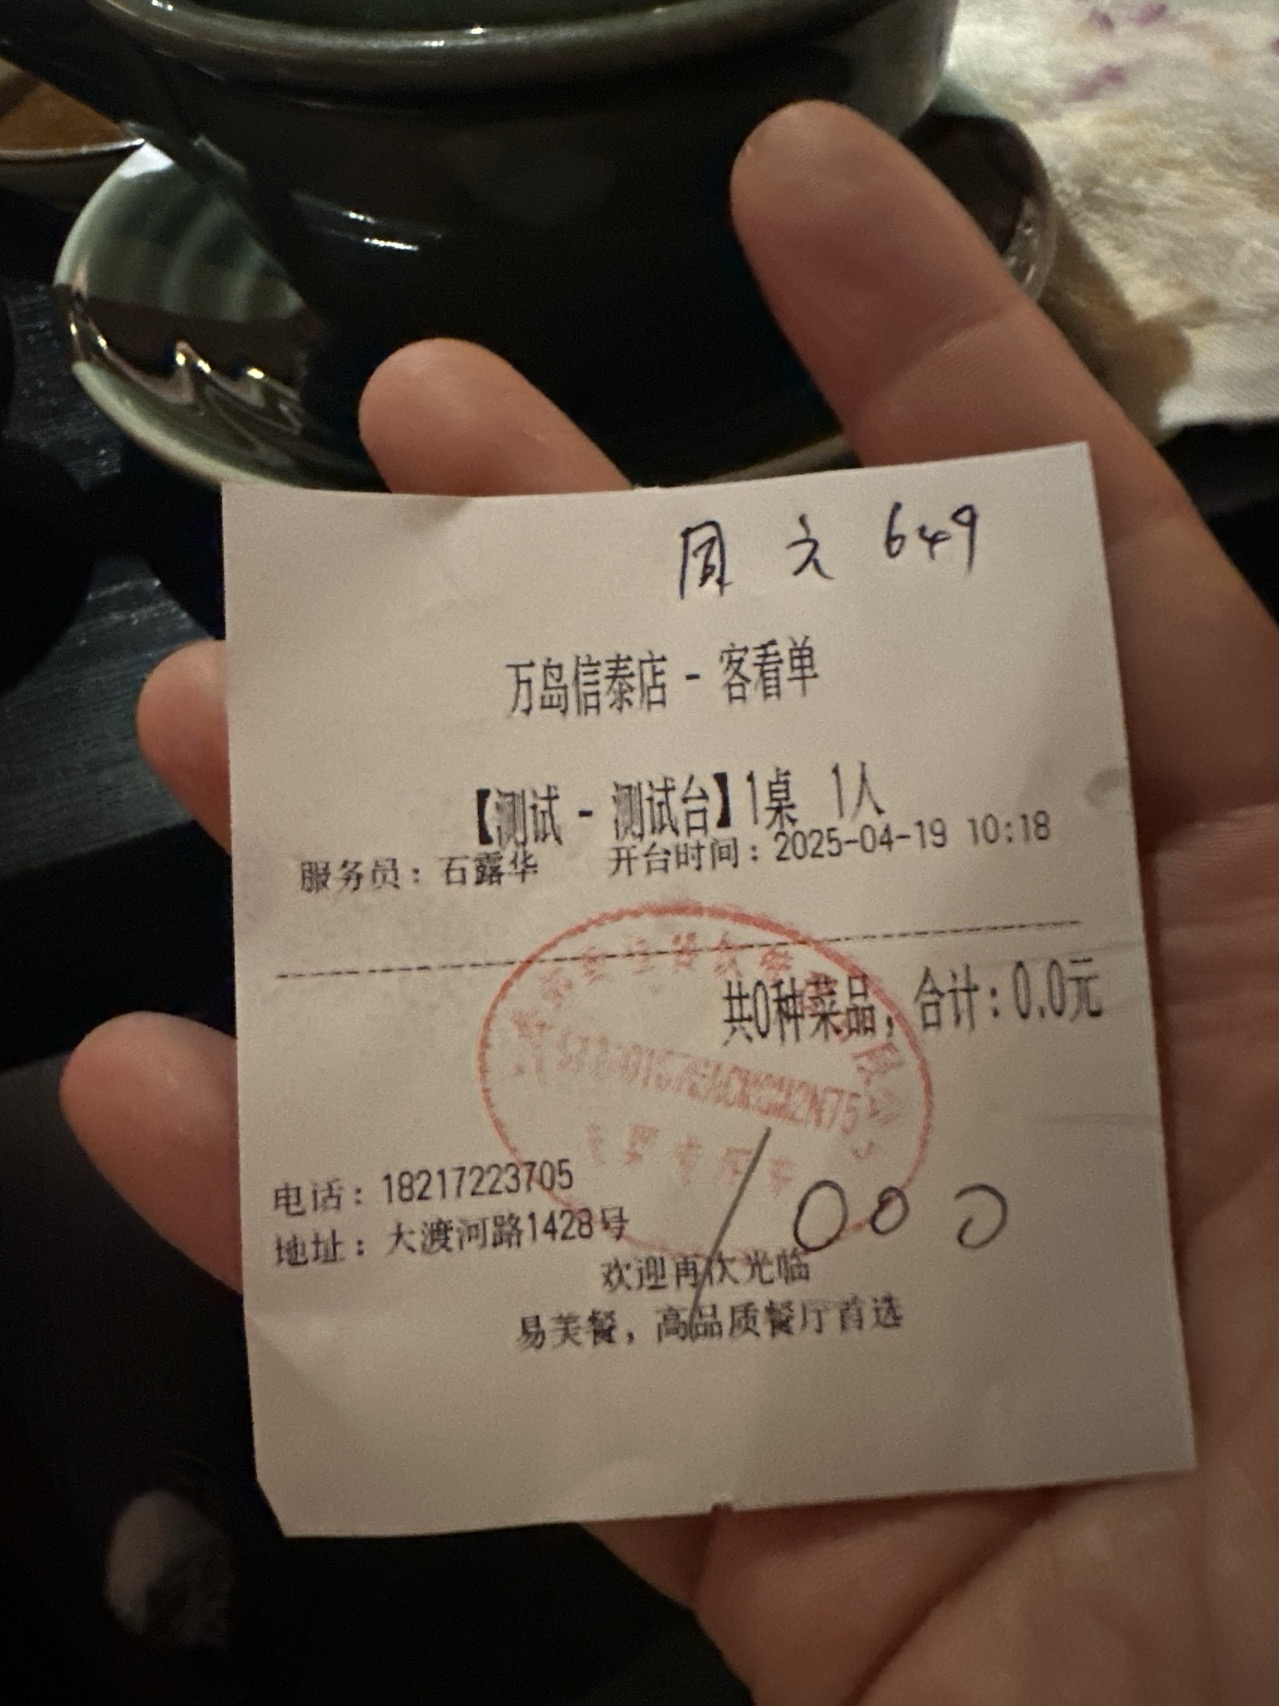 649
万岛信泰店 - 客看单
【测试 - 测试台】1桌 1人
服务员：石露华 开台时间：2025-04-19 10:18
共0种菜品，合计：0.0元
电话：18217223705
地址：大渡河路1428号
1000
欢迎再次光临
易美餐，高品质餐厅首选